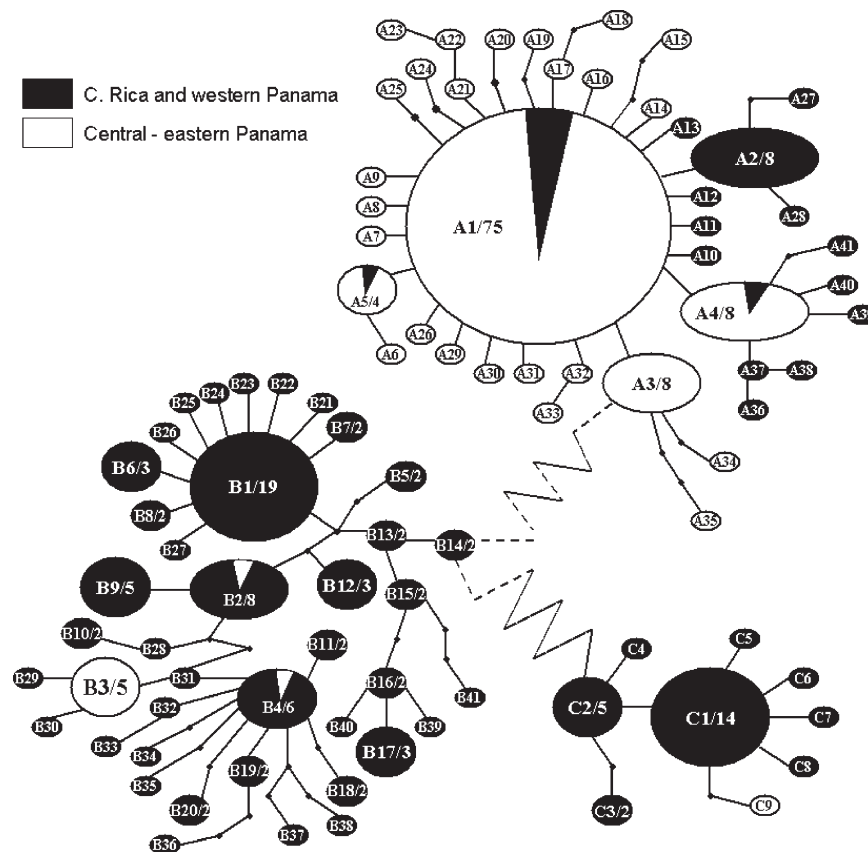 C. Rica and western Panama
Central - eastern Panama
A23
A22
A20
A19
A18
A15
A24
A25
A21
A17
A16
A14
A13
A27
A2/8
A28
A9
A8
A7
A1/75
A12
A11
A10
A5/4
A6
A26
A29
A30
A31
A32
A33
A41
A40
A4/8
A37
A38
A36
A3/8
A34
A35
B23
B22
B24
B25
B21
B26
B7/2
B6/3
B1/19
B8/2
B27
B5/2
B13/2
B14/2
B9/5
B2/8
B12/3
B15/2
B10/2
B28
B11/2
B29
B3/5
B31
B32
B4/6
B30
B33
B34
B35
B16/2
B41
B40
B39
B17/3
B19/2
B20/2
B18/2
B36
B37
B38
C4
C5
C6
C2/5
C1/14
C7
C8
C3/2
C9